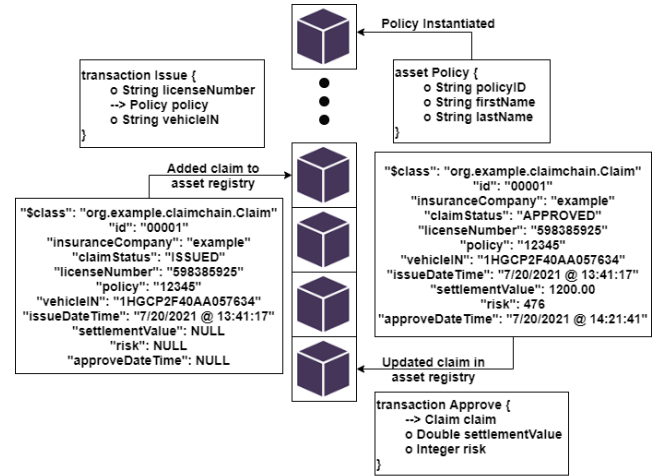 Policy Instantiated
transaction Issue {
o String licenseNumber
--> Policy policy
o String vehicleIN
}
asset Policy {
o String policyID
o String firstName
o String lastName
}
Added claim to
asset registry
"$class": "org.example.claimchain.Claim"
"id": "00001"
"insuranceCompany": "example"
"claimStatus": "ISSUED"
"licenseNumber": "598385925"
"policy": "12345"
"vehicleIN": "1HGCP2F40AA057634"
"issueDateTime": "7/20/2021 @ 13:41:17"
"settlementValue": NULL
"risk": NULL
"approveDateTime": NULL
"$class": "org.example.claimchain.Claim"
"id": "00001"
"insuranceCompany": "example"
"claimStatus": "APPROVED"
"licenseNumber": "598385925"
"policy": "12345"
"vehicleIN": "1HGCP2F40AA057634"
"issueDateTime": "7/20/2021 @ 13:41:17"
"settlementValue": 1200.00
"risk": 476
"approveDateTime": "7/20/2021 @ 14:21:41"
Updated claim in
asset registry
transaction Approve {
--> Claim claim
o Double settlementValue
o Integer risk
}